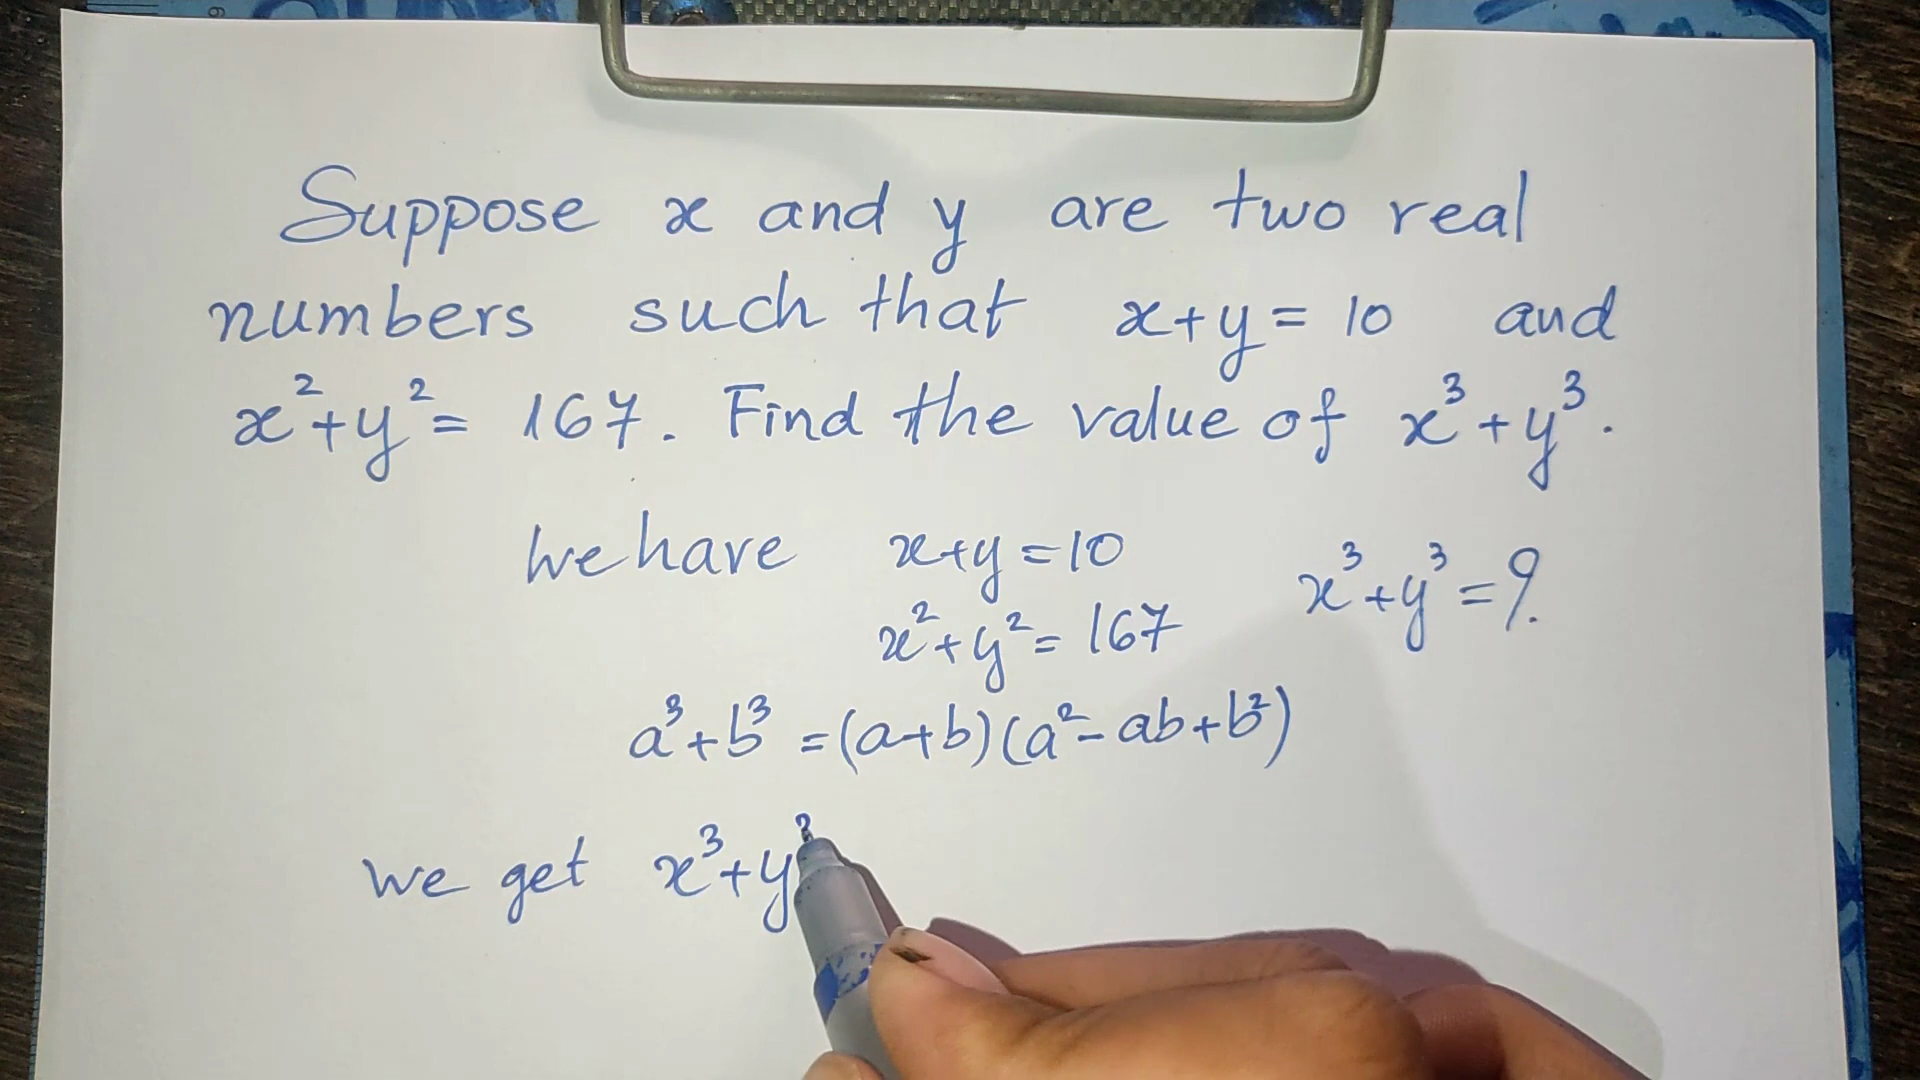 Suppose x and y are two real
numbers such that x+y = 10 and
x²+y² = 167. Find the value of x³+y³.
we have x+y = 10
x³+y³ = ?
x²+y² = 167
a³+b³ = (a+b)(a²-ab+b²)
we get x³+y